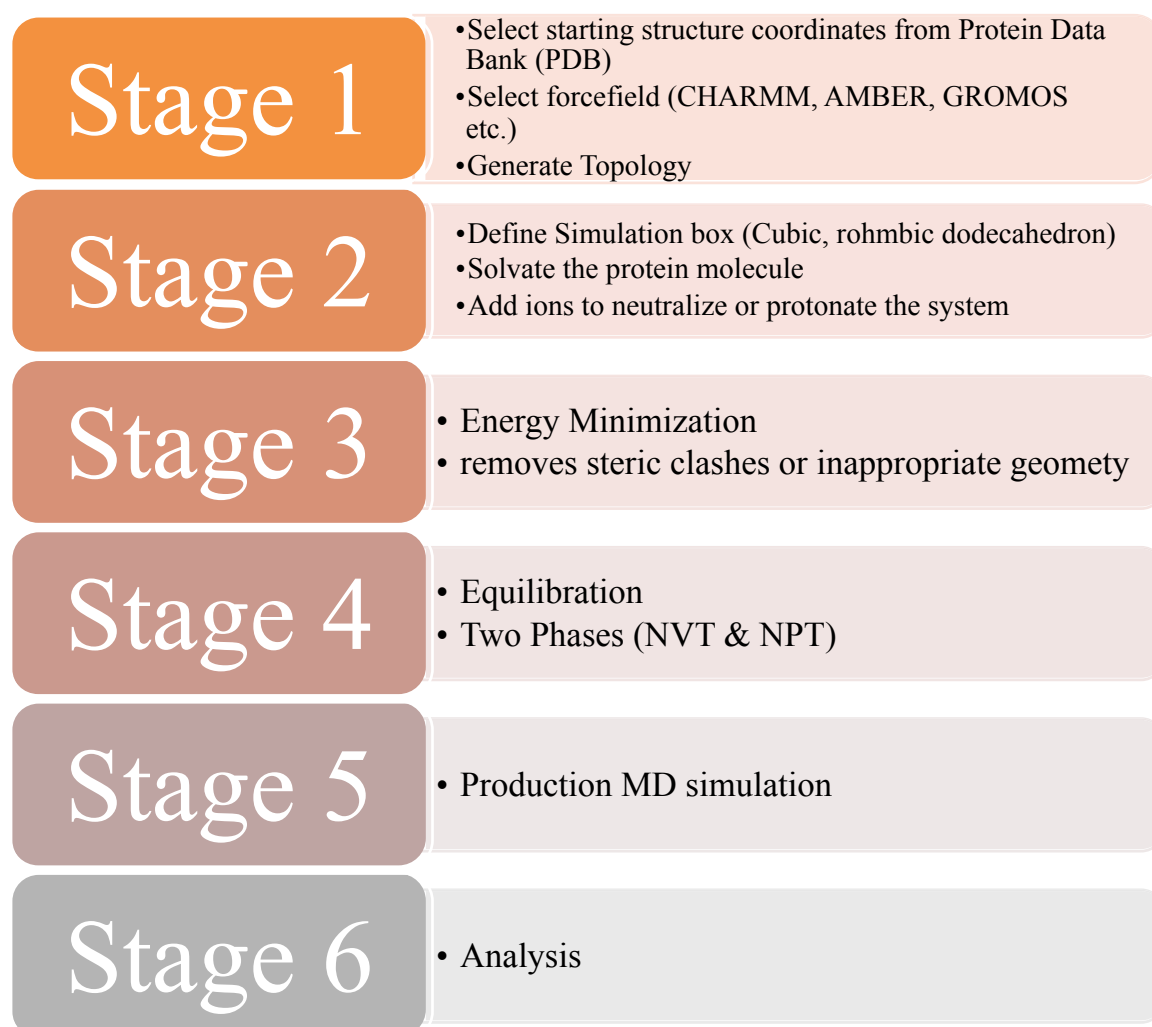 Stage 1
•Select starting structure coordinates from Protein Data
Bank (PDB)
•Select forcefield (CHARMM, AMBER, GROMOS
etc.)
•Generate Topology
Stage 2
•Define Simulation box (Cubic, rohmbic dodecahedron)
•Solvate the protein molecule
•Add ions to neutralize or protonate the system
Stage 3
• Energy Minimization
• removes steric clashes or inappropriate geomety
Stage 4
• Equilibration
• Two Phases (NVT & NPT)
Stage 5
• Production MD simulation
Stage 6
• Analysis